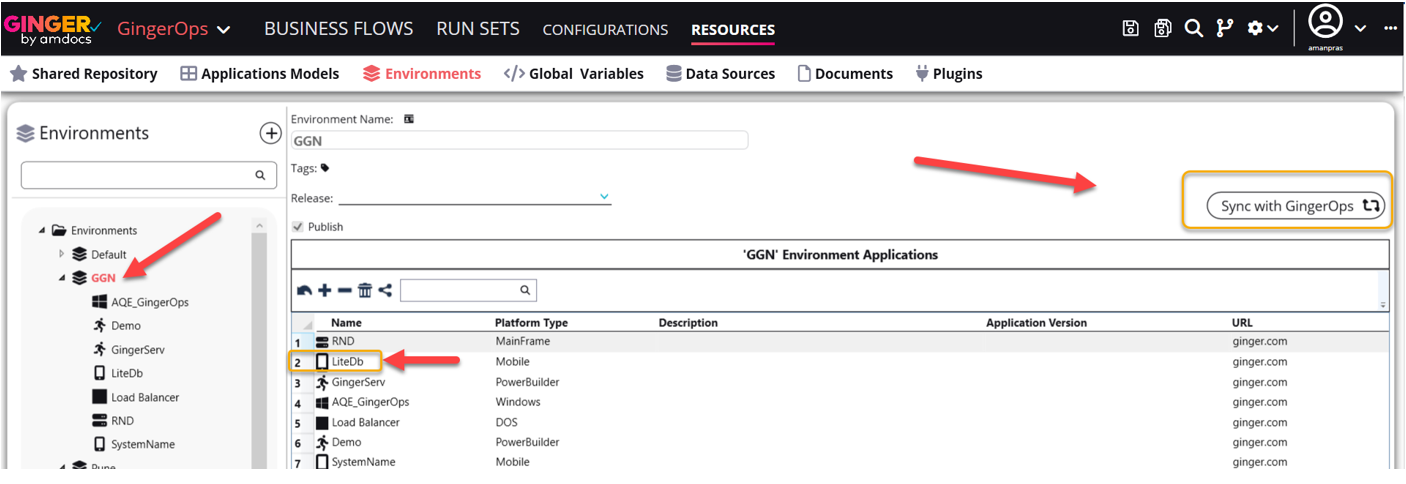 GINGER
by amdocs
GingerOps
BUSINESS FLOWS
RUN SETS
CONFIGURATIONS
RESOURCES
amanpras
Shared Repository
Applications Models
Environments
Global Variables
Data Sources
Documents
Plugins
Environments
Environments
Default
GGN
AQE_GingerOps
Demo
GingerServ
LiteDb
Load Balancer
RND
SystemName
Pune
Environment Name:
GGN
Tags:
Release:
Publish
Sync with GingerOps
'GGN' Environment Applications
Name Platform Type Description Application Version URL
1 RND MainFrame ginger.com
2 LiteDb Mobile ginger.com
3 GingerServ PowerBuilder ginger.com
4 AQE_GingerOps Windows ginger.com
5 Load Balancer DOS ginger.com
6 Demo PowerBuilder ginger.com
7 SystemName Mobile ginger.com